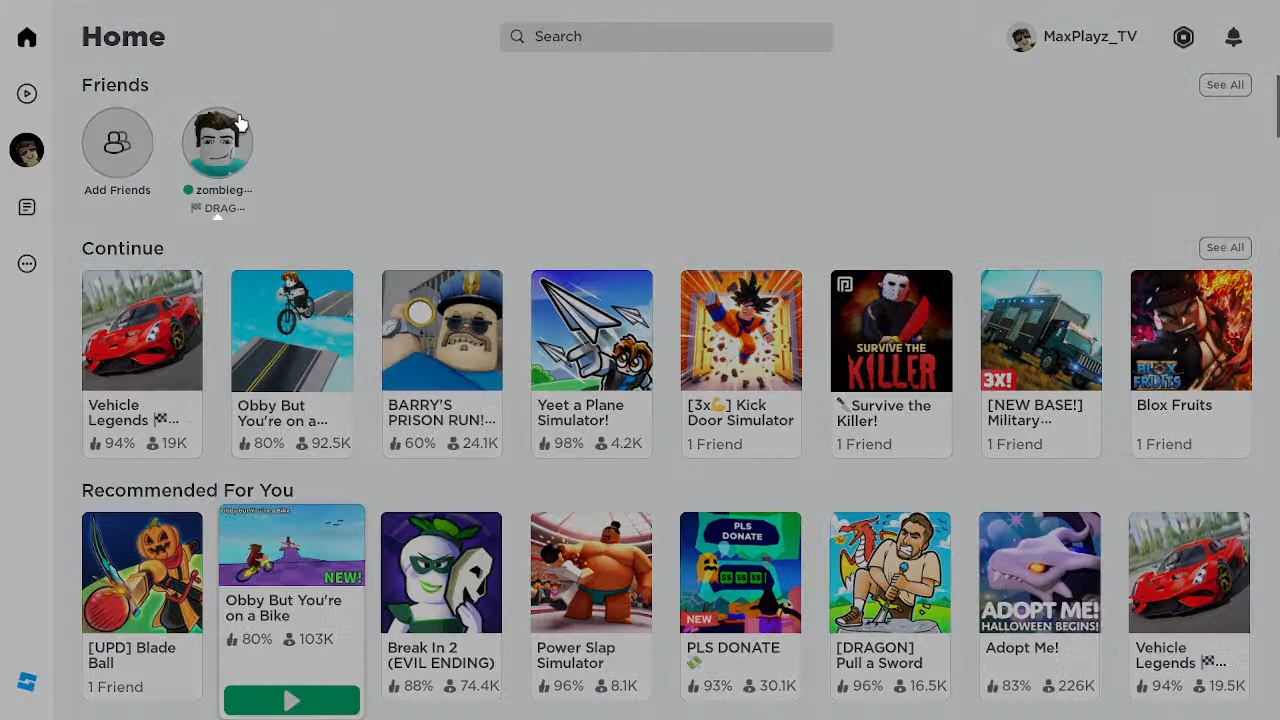 Home
Search
MaxPlayz_TV
Friends
See All
Add Friends
zombieg...
DRAG...
Continue
See All
SURVIVE THE
KILLER
3X!
BLOX
FRUITS
Vehicle
Legends 🏁...
94% 19K
Obby But
You're on a...
80% 92.5K
BARRY'S
PRISON RUN!...
60% 24.1K
Yeet a Plane
Simulator!
98% 4.2K
[3x💪] Kick
Door Simulator
1 Friend
🔪Survive the
Killer!
1 Friend
[NEW BASE!]
Military...
1 Friend
Blox Fruits
1 Friend
Recommended For You
Obby But You're a Bike
NEW!
PLS
DONATE
NEW
ADOPT ME!
HALLOWEEN BEGINS!
[UPD] Blade
Ball
1 Friend
Obby But You're
on a Bike
80% 103K
Break In 2
(EVIL ENDING)
88% 74.4K
Power Slap
Simulator
96% 8.1K
PLS DONATE
💸
93% 30.1K
[DRAGON]
Pull a Sword
96% 16.5K
Adopt Me!
83% 226K
Vehicle
Legends 🏁...
94% 19.5K